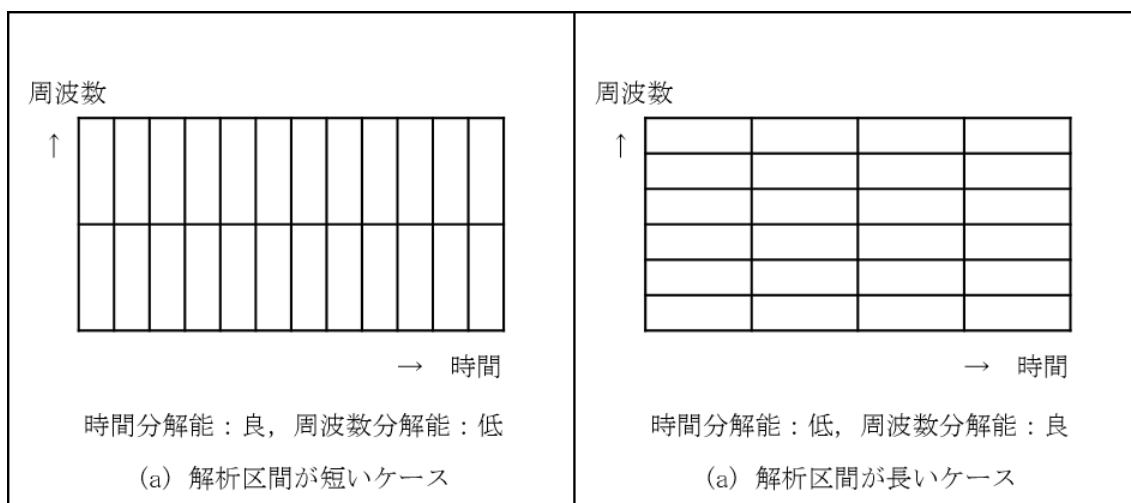 周波数
↑
→ 時間
時間分解能：良，周波数分解能：低
(a) 解析区間が短いケース
周波数
↑
→ 時間
時間分解能：低，周波数分解能：良
(a) 解析区間が長いケース